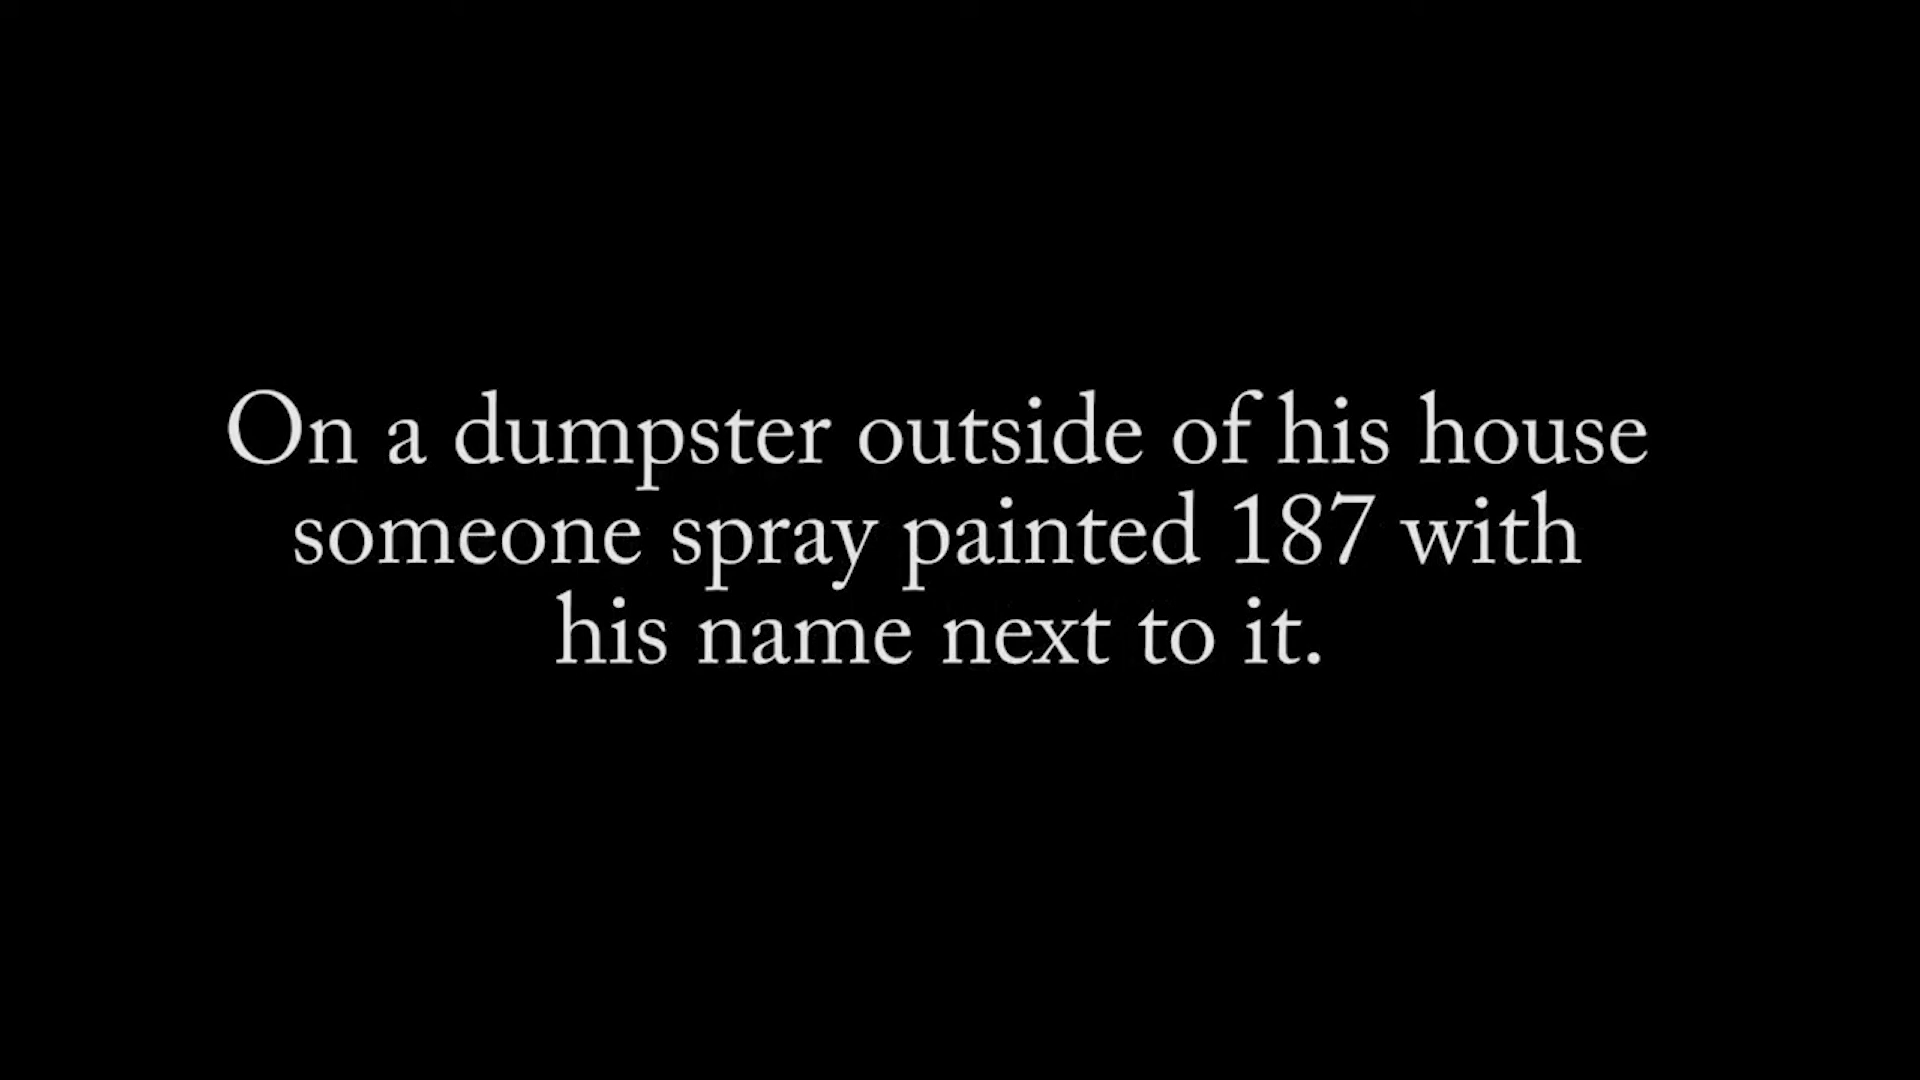 On a dumpster outside of his house
someone spray painted 187 with
his name next to it.